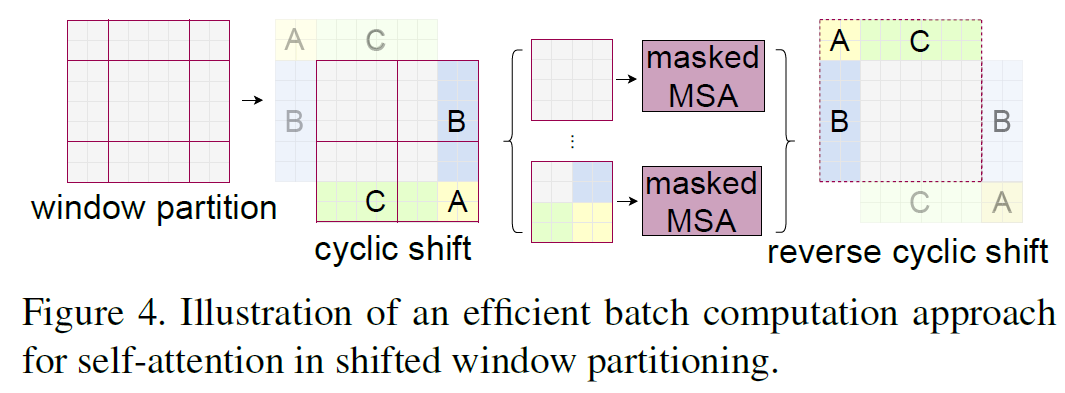 A C
B
B
C A
window partition
cyclic shift
masked
MSA
⋮
masked
MSA
A C
B
B
C A
reverse cyclic shift
Figure 4. Illustration of an efficient batch computation approach
for self-attention in shifted window partitioning.